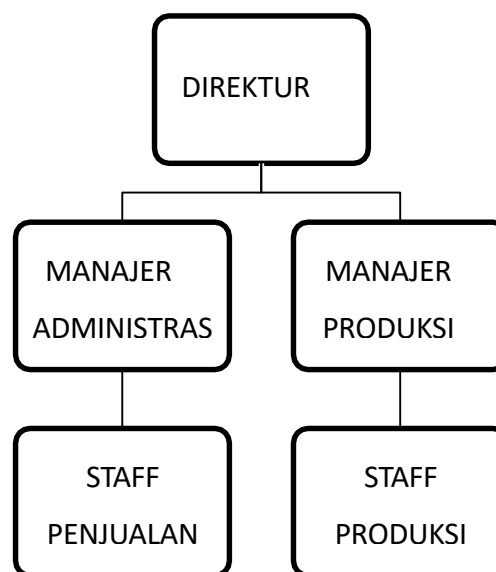 DIREKTUR
MANAJER
ADMINISTRAS
MANAJER
PRODUKSI
STAFF
PENJUALAN
STAFF
PRODUKSI